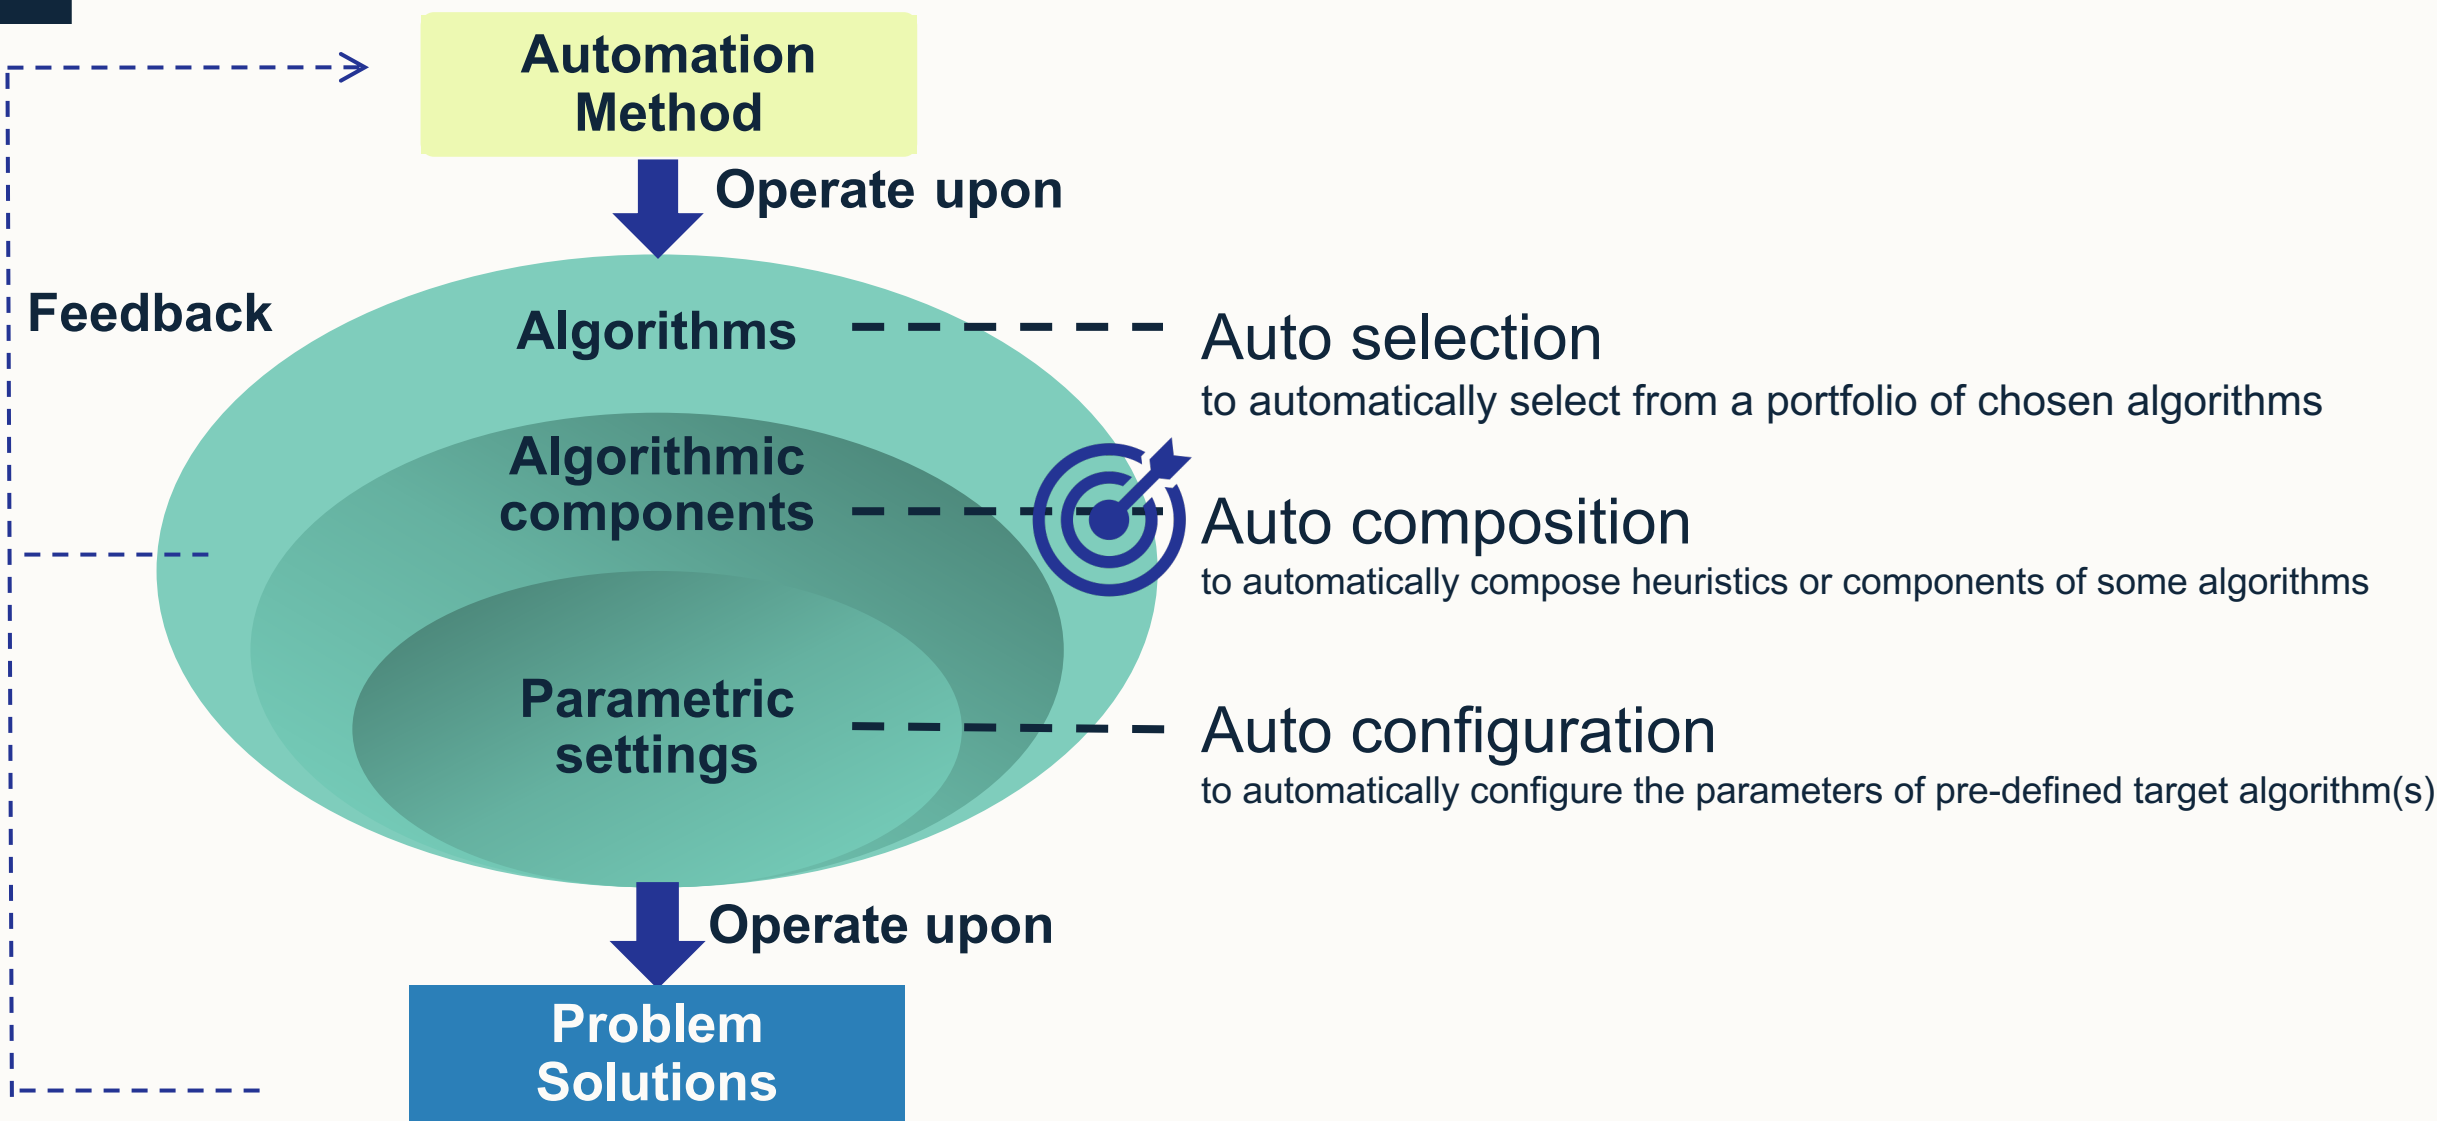 Automation
Method
Operate upon
Feedback
Algorithms
Auto selection
to automatically select from a portfolio of chosen algorithms
Algorithmic
components
Auto composition
to automatically compose heuristics or components of some algorithms
Parametric
settings
Auto configuration
to automatically configure the parameters of pre-defined target algorithm(s)
Operate upon
Problem
Solutions